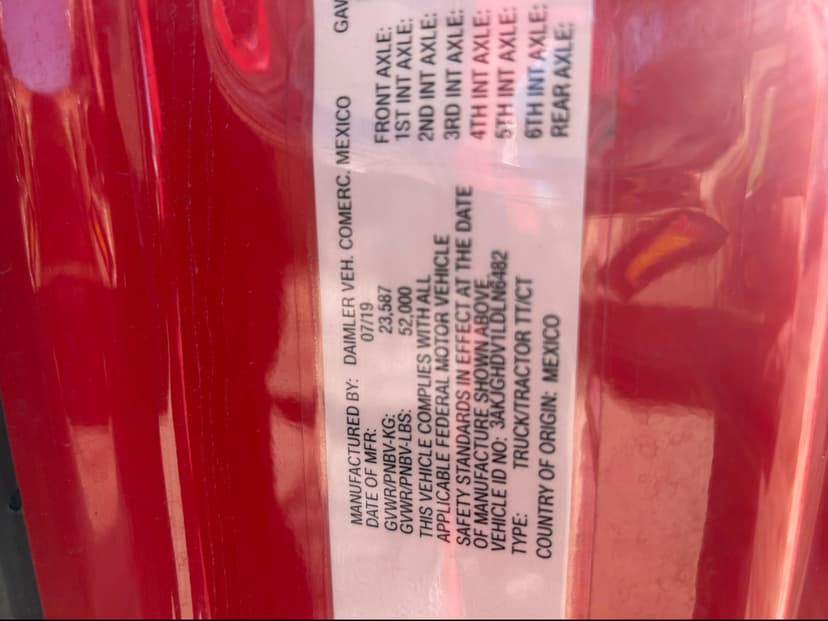 MANUFACTURED BY: DAIMLER VEH. COMERC. MEXICO GAV
DATE OF MFR: 07/19
GVWR/PNBV-KG: 23,587 FRONT AXLE:
GVWR/PNBV-LBS: 52,000 1ST INT AXLE:
THIS VEHICLE COMPLIES WITH ALL 2ND INT AXLE:
APPLICABLE FEDERAL MOTOR VEHICLE 3RD INT AXLE:
SAFETY STANDARDS IN EFFECT AT THE DATE 4TH INT AXLE:
OF MANUFACTURE SHOWN ABOVE. 5TH INT AXLE:
VEHICLE ID NO: 3AKJGHDV1LDLN6482
TYPE: TRUCK/TRACTOR TT/CT 6TH INT AXLE:
COUNTRY OF ORIGIN: MEXICO REAR AXLE: